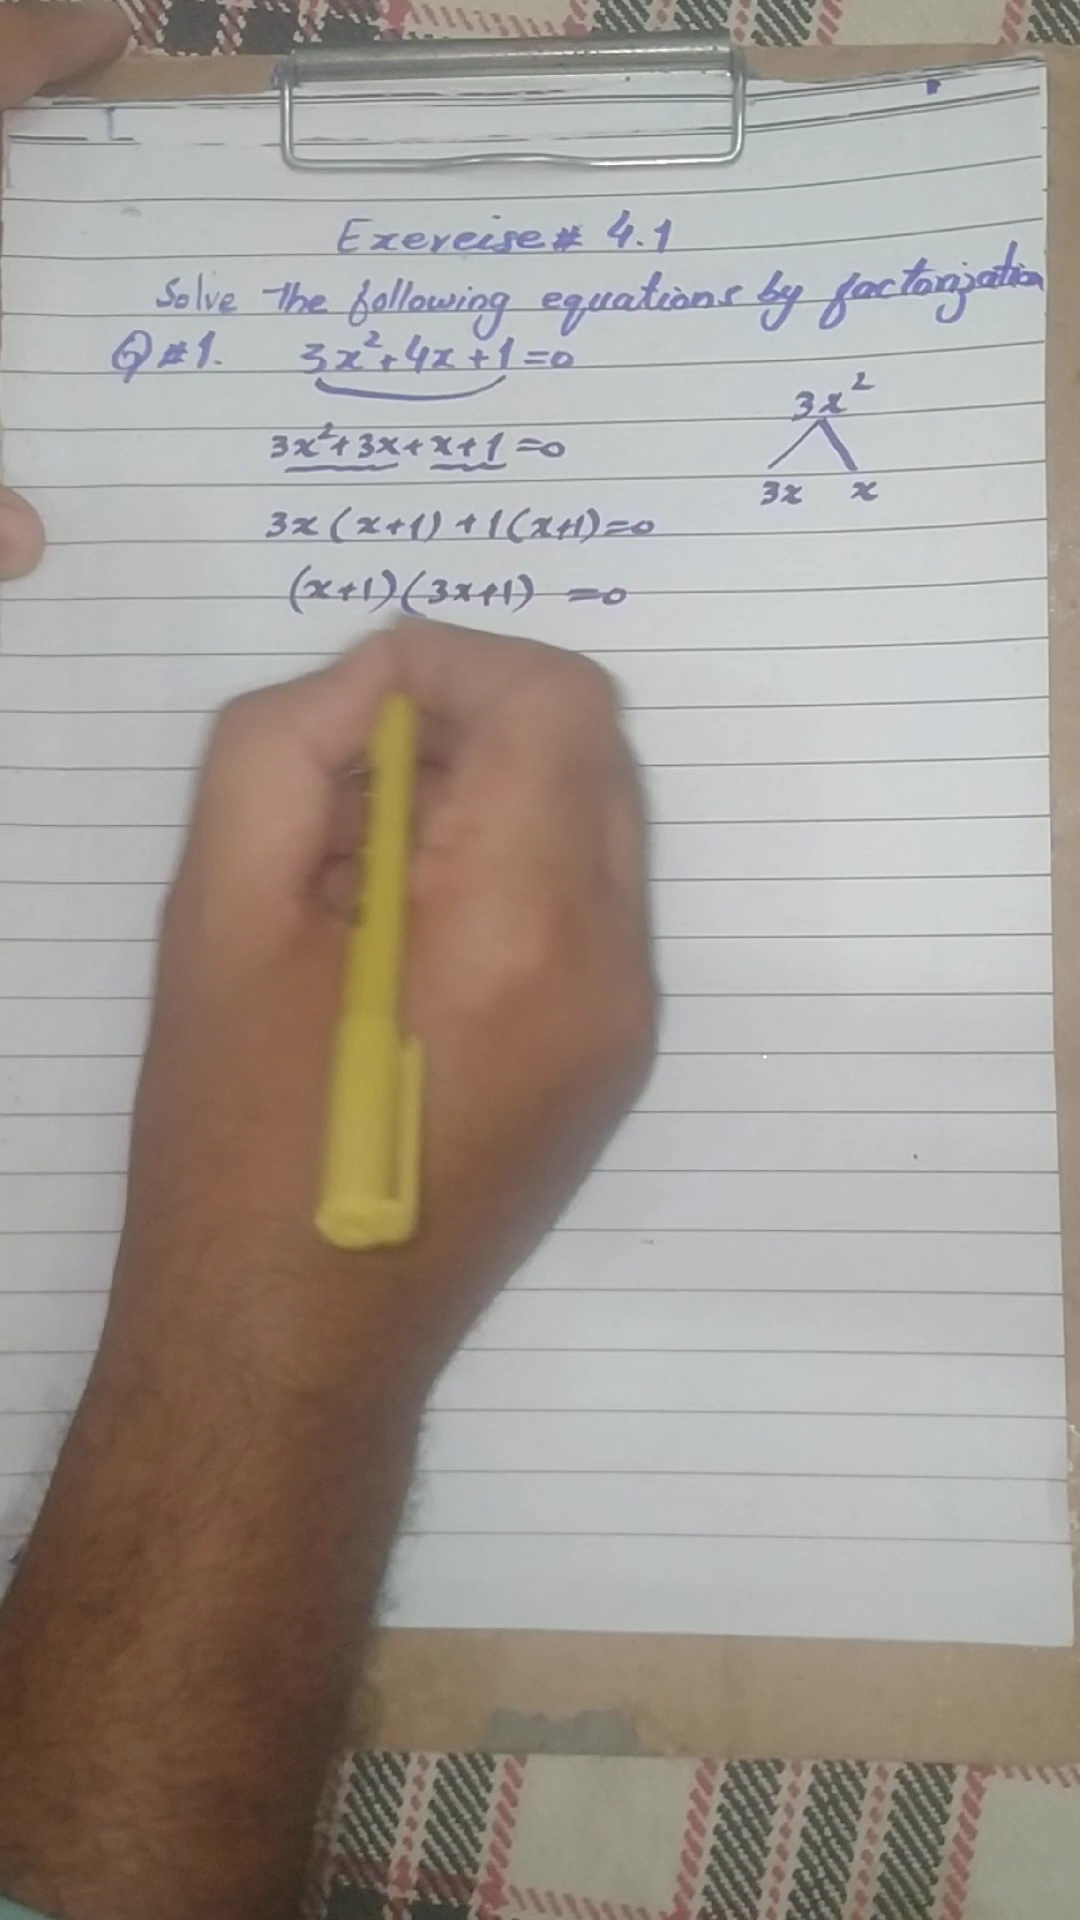 Exercise # 4.1
Solve the following equations by factorization
Q#1. 3x²+4x+1=0
3x²
3x²+3x+x+1=0
3x x
3x(x+1)+1(x+1)=0
(x+1)(3x+1) =0